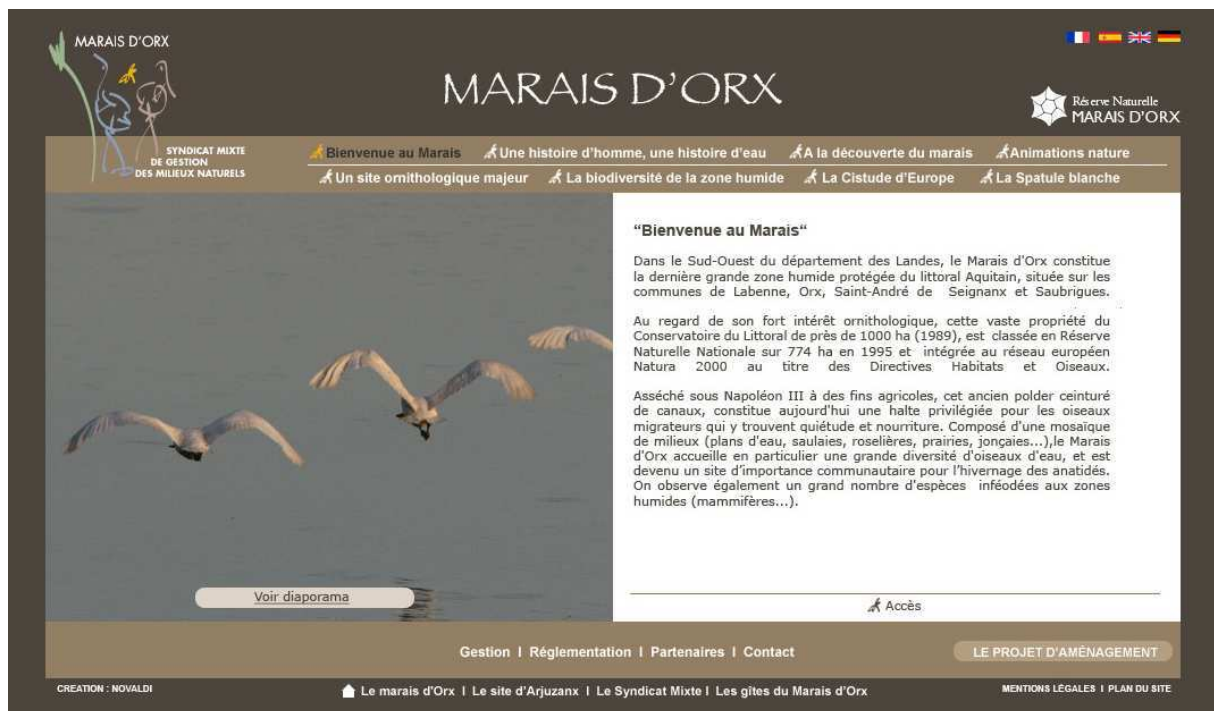 MARAIS D'ORX
MARAIS D'ORX
Réserve Naturelle
MARAIS D'ORX
SYNDICAT MIXTE
DE GESTION
DES MILIEUX NATURELS
Bienvenue au Marais Une histoire d'homme, une histoire d'eau A la découverte du marais Animations nature
Un site ornithologique majeur La biodiversité de la zone humide La Cistude d'Europe La Spatule blanche
“Bienvenue au Marais“
Dans le Sud-Ouest du département des Landes, le Marais d'Orx constitue
la dernière grande zone humide protégée du littoral Aquitain, située sur les
communes de Labenne, Orx, Saint-André de Seignanx et Saubrigues.
Au regard de son fort intérêt ornithologique, cette vaste propriété du
Conservatoire du Littoral de près de 1000 ha (1989), est classée en Réserve
Naturelle Nationale sur 774 ha en 1995 et intégrée au réseau européen
Natura 2000 au titre des Directives Habitats et Oiseaux.
Asséché sous Napoléon III à des fins agricoles, cet ancien polder ceinturé
de canaux, constitue aujourd'hui une halte privilégiée pour les oiseaux
migrateurs qui y trouvent quiétude et nourriture. Composé d'une mosaïque
de milieux (plans d'eau, saulaies, roselières, prairies, jonçaies...),le Marais
d'Orx accueille en particulier une grande diversité d'oiseaux d'eau, et est
devenu un site d'importance communautaire pour l'hivernage des anatidés.
On observe également un grand nombre d'espèces inféodées aux zones
humides (mammifères...).
Voir diaporama
Accès
Gestion I Réglementation I Partenaires I Contact
LE PROJET D'AMÉNAGEMENT
CREATION : NOVALDI
Le marais d'Orx I Le site d'Arjuzanx I Le Syndicat Mixte I Les gîtes du Marais d'Orx
MENTIONS LÉGALES I PLAN DU SITE